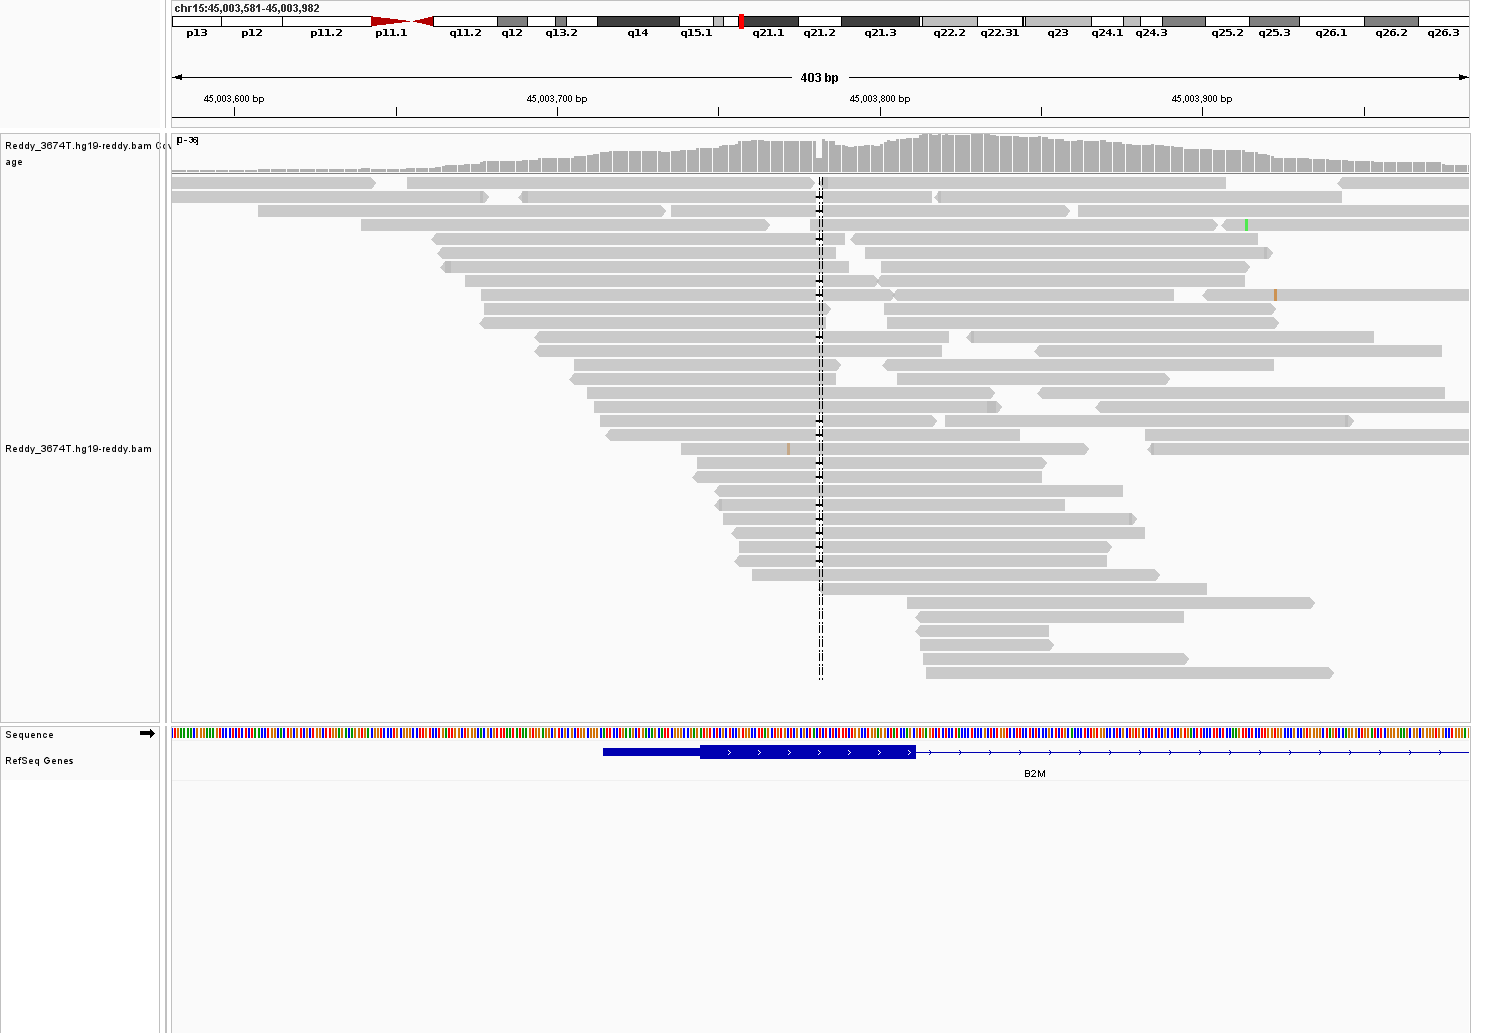 chr15:45,003,581-45,003,982
p13 p12 p11.2 p11.1 q11.2 q12 q13.2 q14 q15.1 q21.1 q21.2 q21.3 q22.2 q22.31 q23 q24.1 q24.3 q25.2 q25.3 q26.1 q26.2 q26.3
403 bp
45,003,600 bp 45,003,700 bp 45,003,800 bp 45,003,900 bp
[0-36]
Reddy_3674T.hg19-reddy.bam Cov
age
Reddy_3674T.hg19-reddy.bam
Sequence
RefSeq Genes
B2M